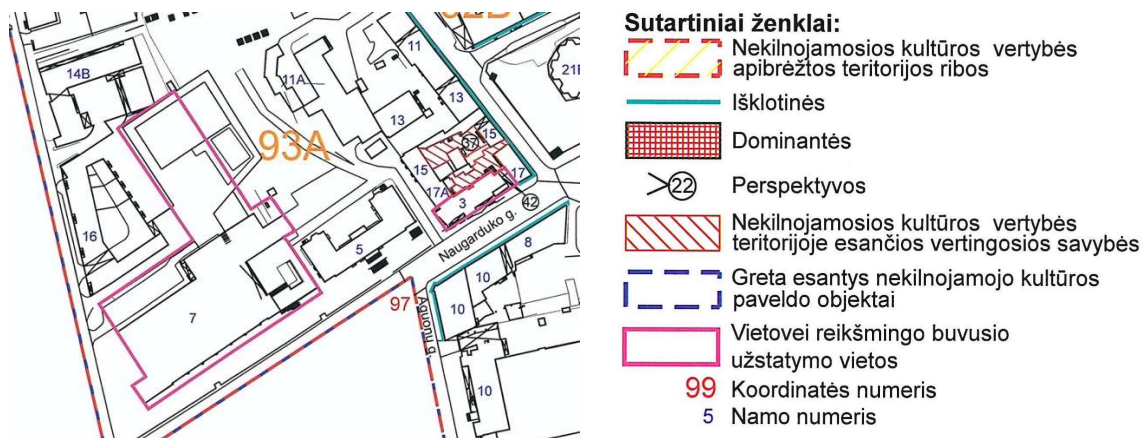 14B
11A
11
13
13
21
93A
37
15
15
17A
17
3
42
16
5
Naugarduko g.
8
10
10
97
Aguonų g.
7
10
Sutartiniai ženklai:
Nekilnojamosios kultūros vertybės
apibrėžtos teritorijos ribos
Išklotinės
Dominantės
22 Perspektyvos
Nekilnojamosios kultūros vertybės
teritorijoje esančios vertingosios savybės
Greta esantys nekilnojamojo kultūros
paveldo objektai
Vietovei reikšmingo buvusio
užstatymo vietos
99 Koordinatės numeris
5 Namo numeris